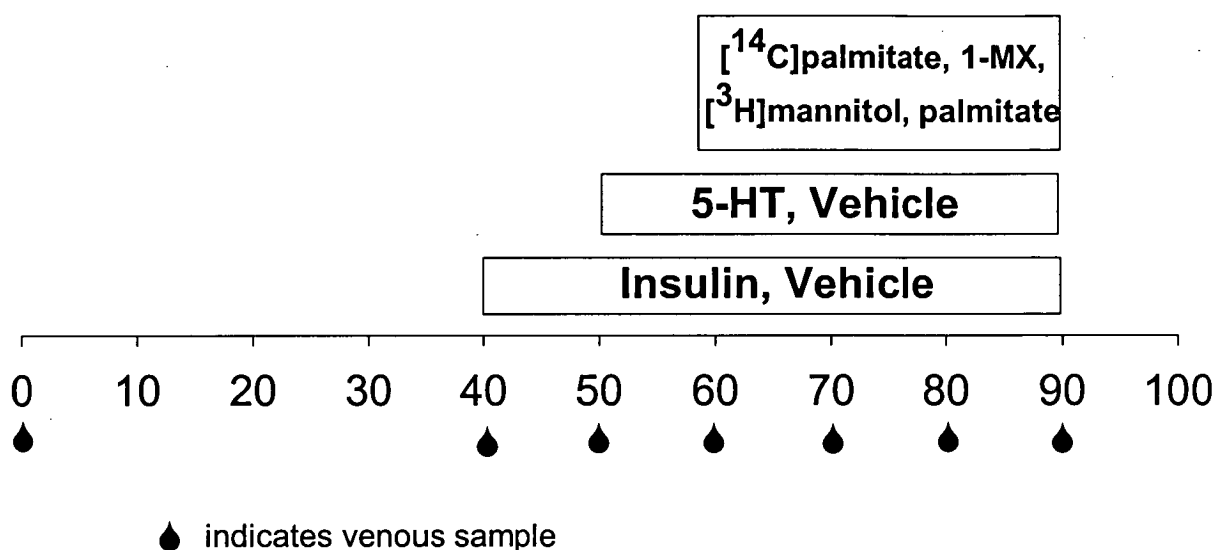 [¹⁴C]palmitate, 1-MX,
[³H]mannitol, palmitate
5-HT, Vehicle
Insulin, Vehicle
0 10 20 30 40 50 60 70 80 90 100
indicates venous sample